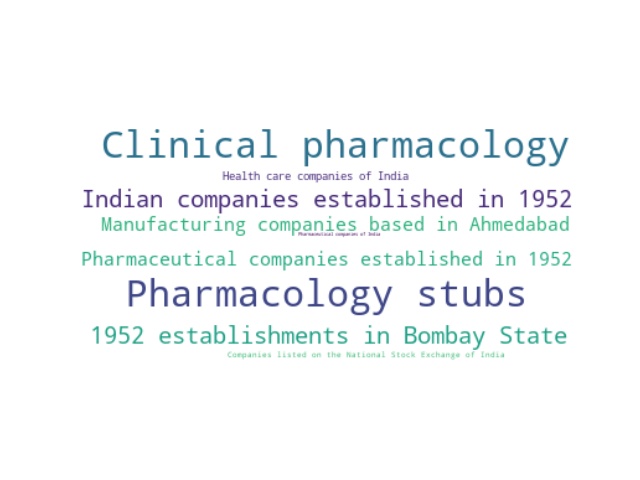 Clinical pharmacology
Health care companies of India
Indian companies established in 1952
Manufacturing companies based in Ahmedabad
Pharmaceutical companies of India
Pharmaceutical companies established in 1952
Pharmacology stubs
1952 establishments in Bombay State
Companies listed on the National Stock Exchange of India